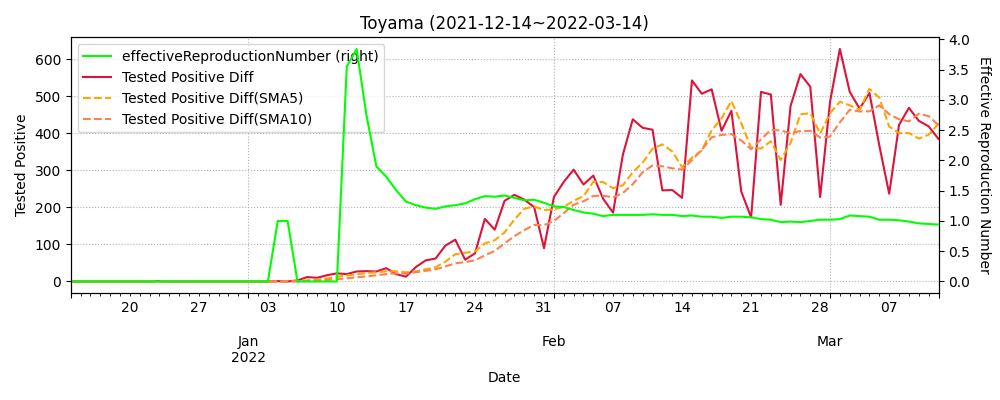 Toyama (2021-12-14~2022-03-14)
effectiveReproductionNumber (right)
Tested Positive Diff
Tested Positive Diff(SMA5)
Tested Positive Diff(SMA10)
Tested Positive
600
500
400
300
200
100
0
4.0
3.5
3.0
2.5
2.0
1.5
1.0
0.5
0.0
Effective Reproduction Number
20 27 03 10 17 24 31 07 14 21 28 07
Jan Feb Mar
2022
Date